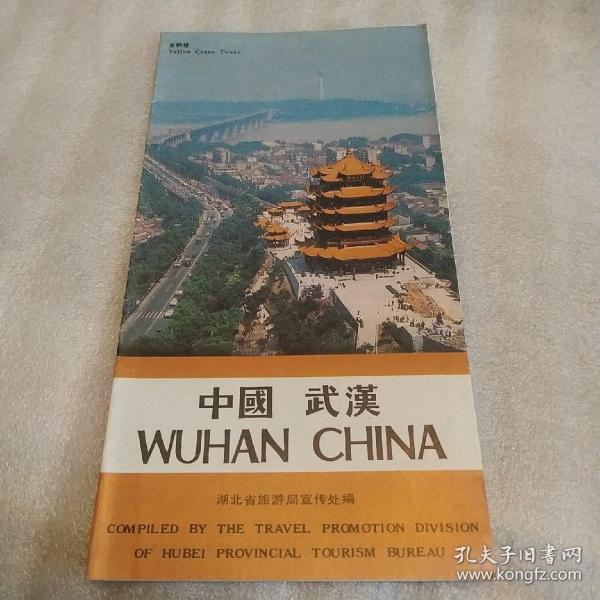 黄鹤楼
Yellow Crane Tower
中國 武漢
WUHAN CHINA
湖北省旅游局宣传处编
COMPILED BY THE TRAVEL PROMOTION DIVISION
OF HUBEI PROVINCIAL TOURISM BUREAU
孔夫子旧书网
www.kongfz.com